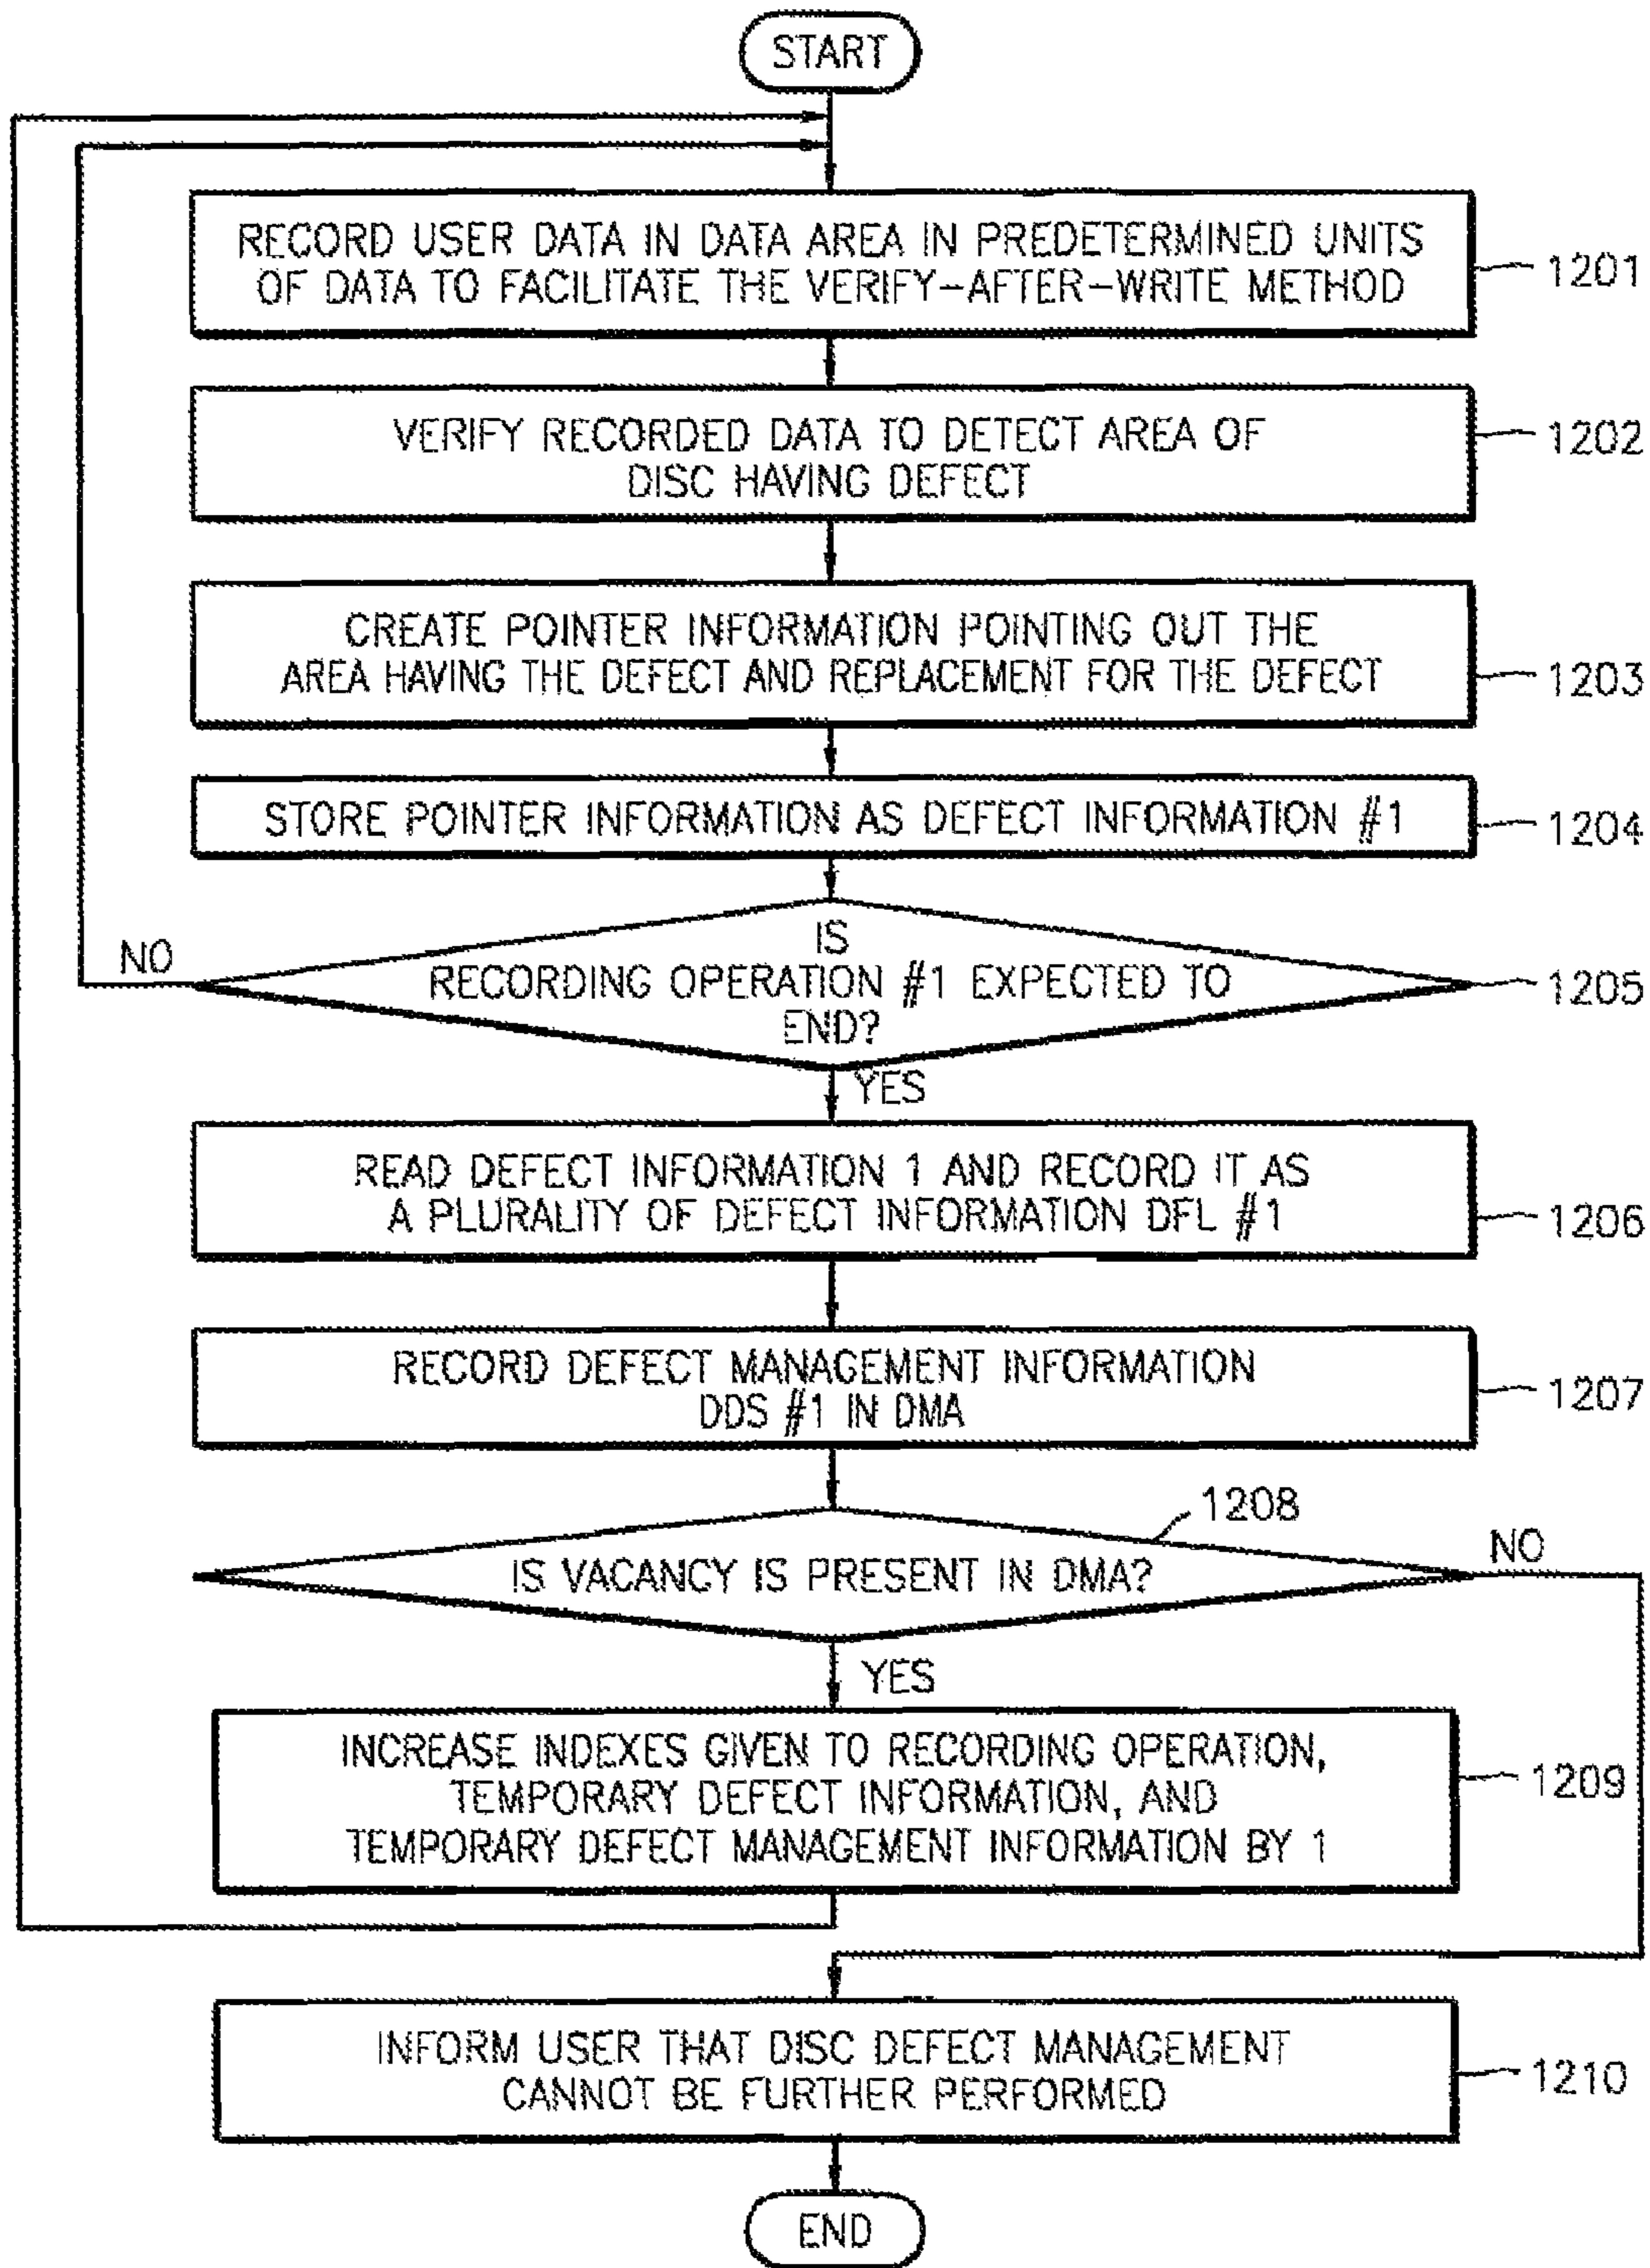 START
RECORD USER DATA IN DATA AREA IN PREDETERMINED UNITS
OF DATA TO FACILITATE THE VERIFY-AFTER-WRITE METHOD
1201
VERIFY RECORDED DATA TO DETECT AREA OF
DISC HAVING DEFECT
1202
CREATE POINTER INFORMATION POINTING OUT THE
AREA HAVING THE DEFECT AND REPLACEMENT FOR THE DEFECT
1203
STORE POINTER INFORMATION AS DEFECT INFORMATION #1
1204
NO
IS
RECORDING OPERATION #1 EXPECTED TO
END?
1205
YES
READ DEFECT INFORMATION 1 AND RECORD IT AS
A PLURALITY OF DEFECT INFORMATION DFL #1
1206
RECORD DEFECT MANAGEMENT INFORMATION
DDS #1 IN DMA
1207
1208
IS VACANCY IS PRESENT IN DMA?
NO
YES
INCREASE INDEXES GIVEN TO RECORDING OPERATION,
TEMPORARY DEFECT INFORMATION, AND
TEMPORARY DEFECT MANAGEMENT INFORMATION BY 1
1209
INFORM USER THAT DISC DEFECT MANAGEMENT
CANNOT BE FURTHER PERFORMED
1210
END